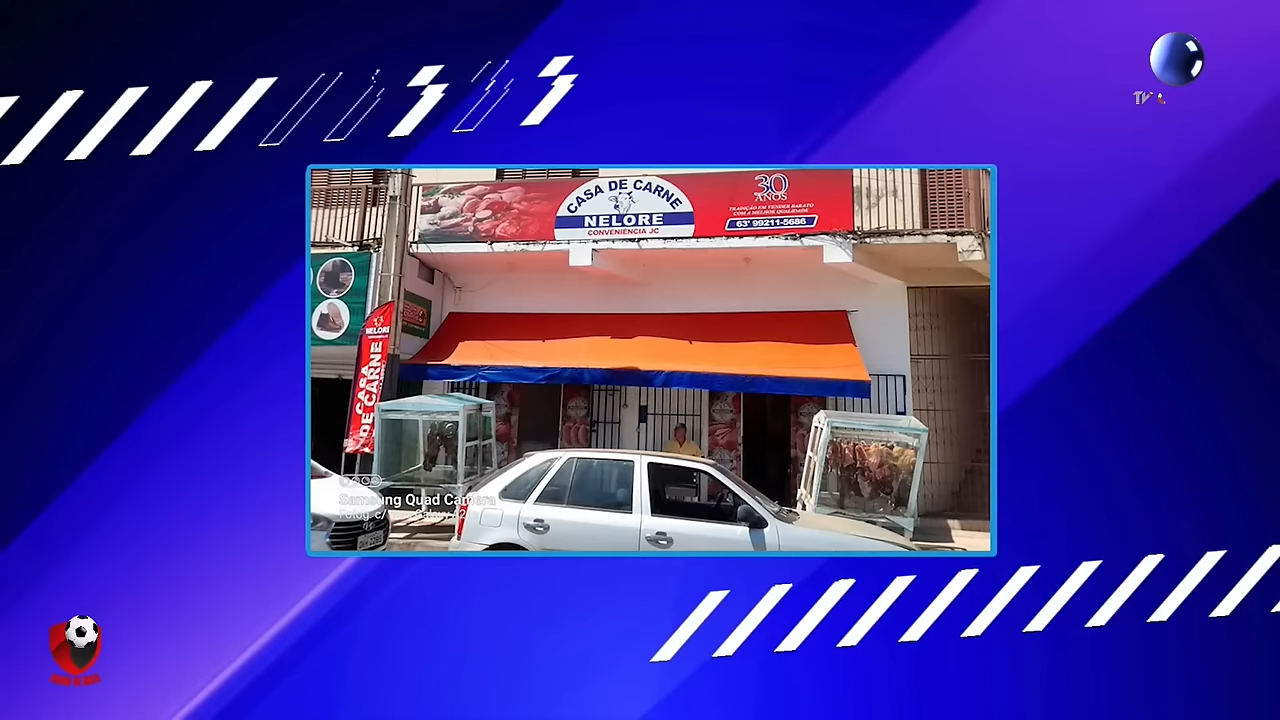 TV
CASA DE CARNE
NELORE
CONVENIÊNCIA JC
30
ANOS
TRADIÇÃO EM VENDER BARATO
COM A MELHOR QUALIDADE
63' 99211-5686
NELORE
CASA
DE CARNE
Samsung Quad Camera